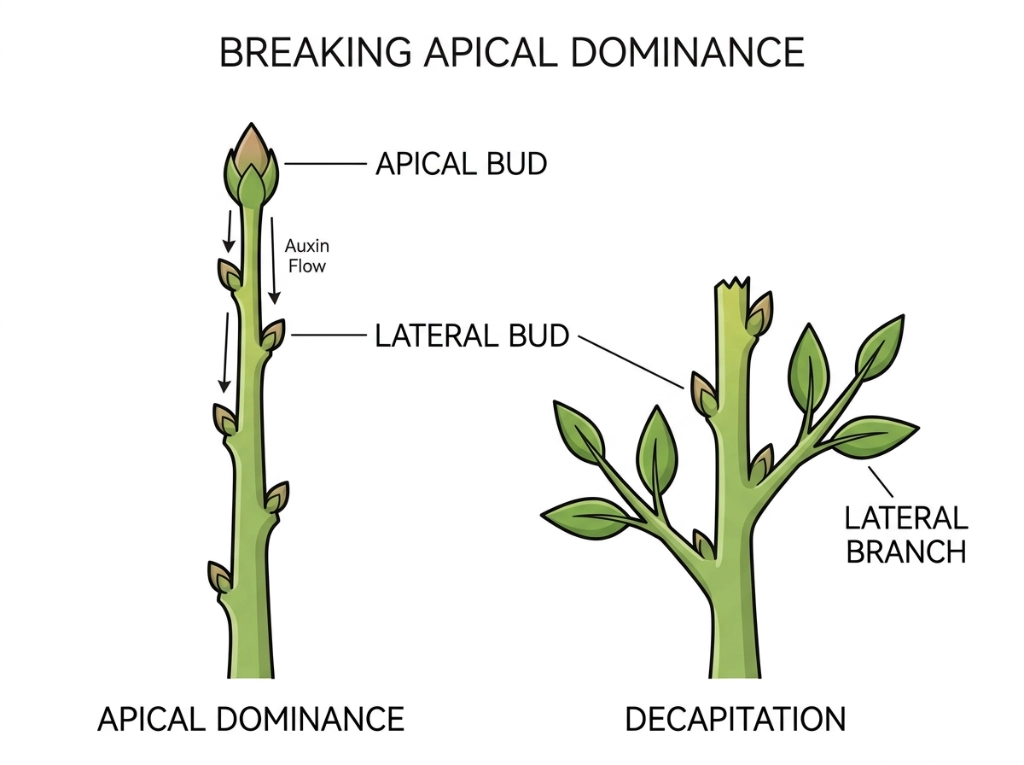 BREAKING APICAL DOMINANCE
APICAL BUD
Auxin
Flow
LATERAL BUD
LATERAL
BRANCH
APICAL DOMINANCE
DECAPITATION